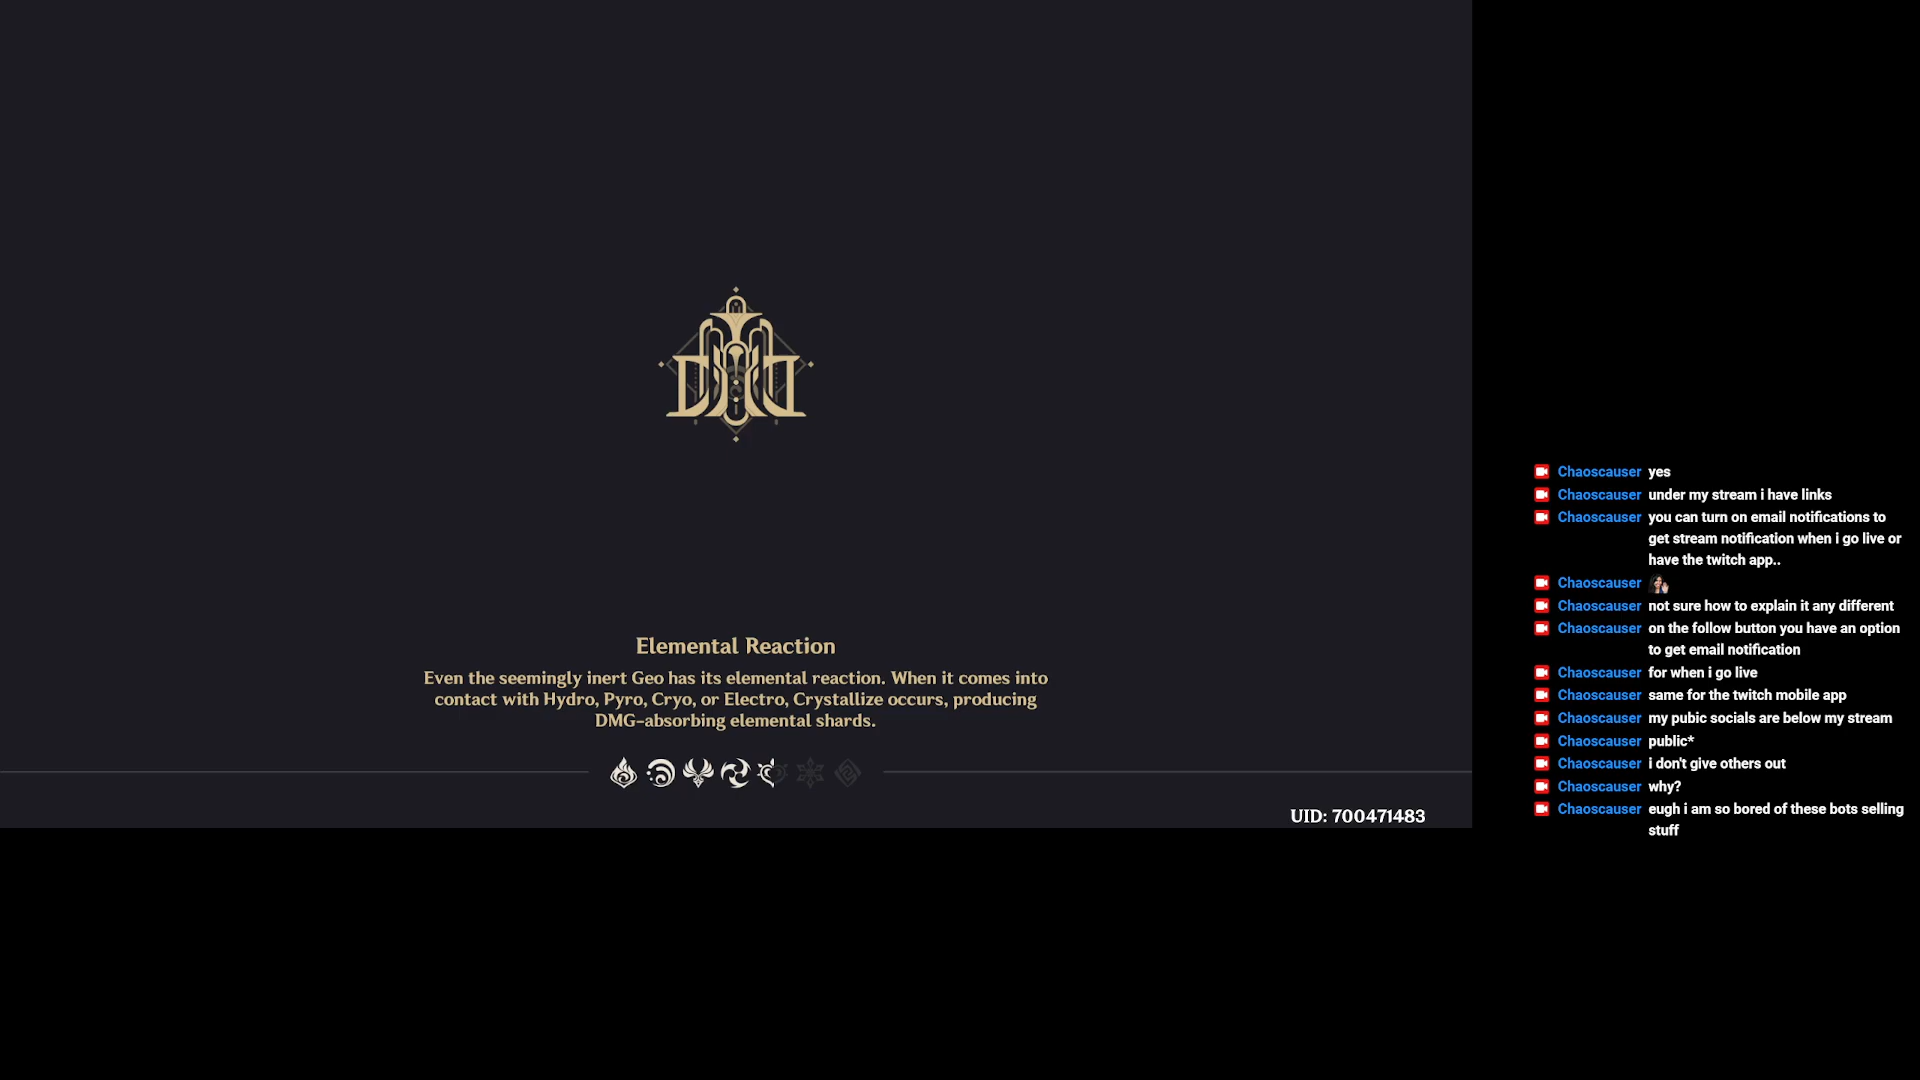 Elemental Reaction
Even the seemingly inert Geo has its elemental reaction. When it comes into
contact with Hydro, Pyro, Cryo, or Electro, Crystallize occurs, producing
DMG-absorbing elemental shards.
UID: 700471483
Chaoscauser yes
Chaoscauser under my stream i have links
Chaoscauser you can turn on email notifications to
get stream notification when i go live or
have the twitch app..
Chaoscauser
Chaoscauser not sure how to explain it any different
Chaoscauser on the follow button you have an option
to get email notification
Chaoscauser for when i go live
Chaoscauser same for the twitch mobile app
Chaoscauser my pubic socials are below my stream
Chaoscauser public*
Chaoscauser i don't give others out
Chaoscauser why?
Chaoscauser eugh i am so bored of these bots selling
stuff